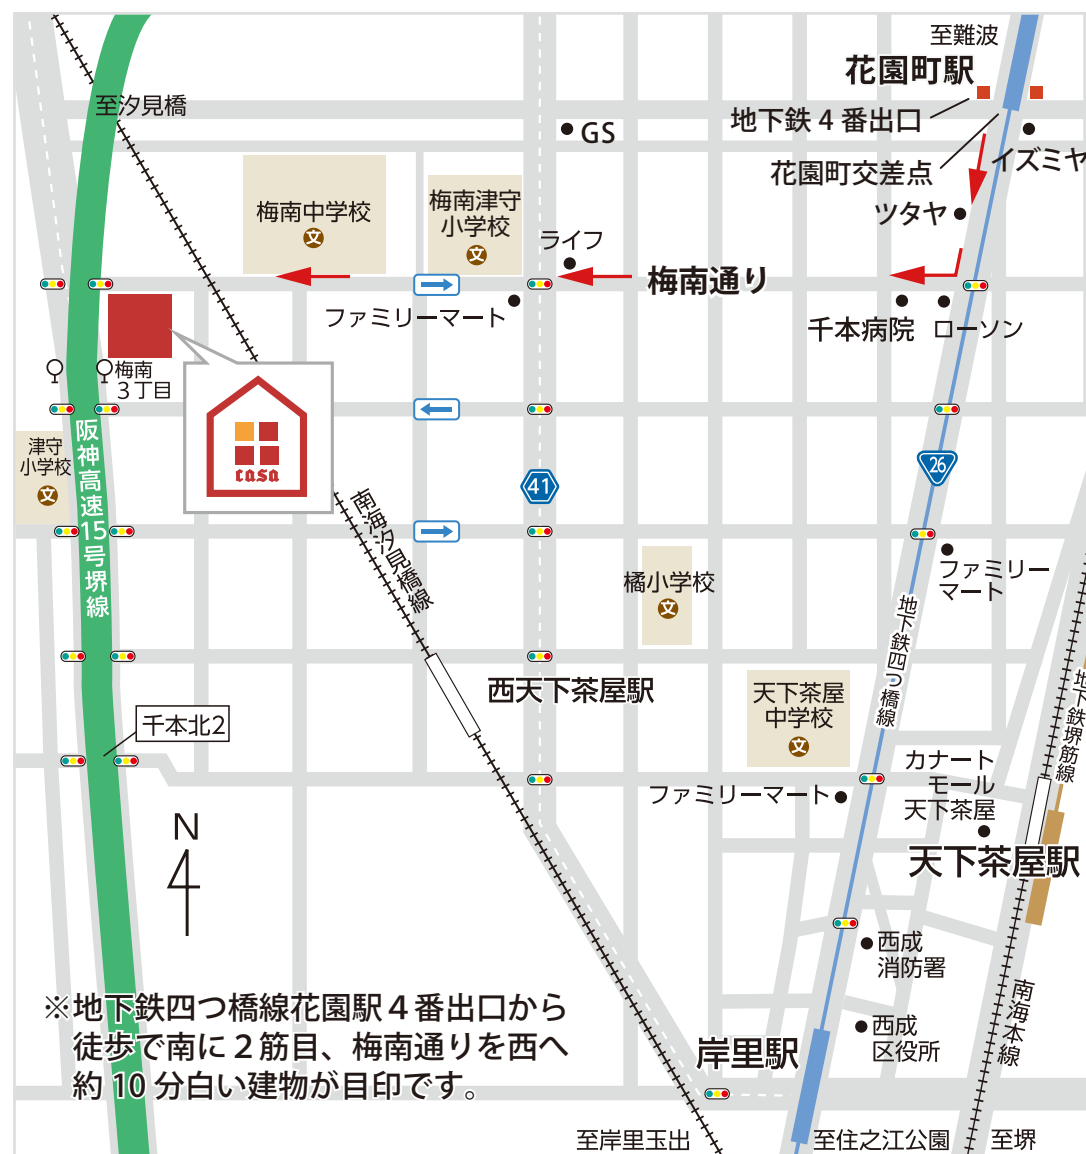 至難波
花園町駅
至汐見橋
地下鉄4番出口
GS
イズミヤ
花園町交差点
梅南中学校
文
梅南津守
小学校
文
ツタヤ
ライフ
梅南通り
ファミリーマート
千本病院
ローソン
梅南
3丁目
casa
阪神高速15号堺線
津守
小学校
文
41
26
南海汐見橋線
ファミリー
マート
橘小学校
文
地下鉄四つ橋線
西天下茶屋駅
天下茶屋
中学校
文
地下鉄堺筋線
千本北2
カナート
モール
天下茶屋
ファミリーマート
N
天下茶屋駅
西成
消防署
南海本線
西成
区役所
岸里駅
※地下鉄四つ橋線花園駅4番出口から
徒歩で南に2筋目、梅南通りを西へ
約10分白い建物が目印です。
至岸里玉出
至住之江公園
至堺